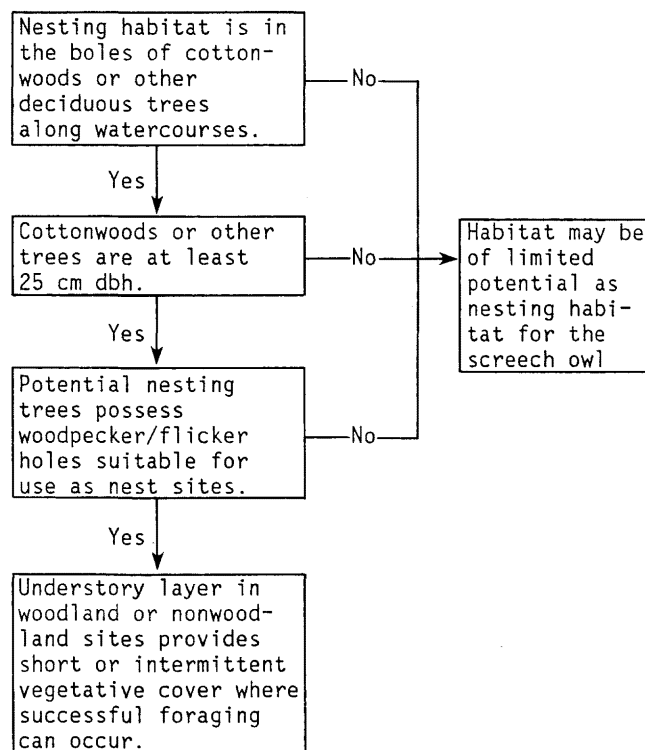 Nesting habitat is in
the boles of cotton-
woods or other
deciduous trees
along watercourses.
No
Yes
Cottonwoods or other
trees are at least
25 cm dbh.
No
Habitat may be
of limited
potential as
nesting habi-
tat for the
screech owl
Yes
Potential nesting
trees possess
woodpecker/flicker
holes suitable for
use as nest sites.
No
Yes
Understory layer in
woodland or nonwood-
land sites provides
short or intermittent
vegetative cover where
successful foraging
can occur.